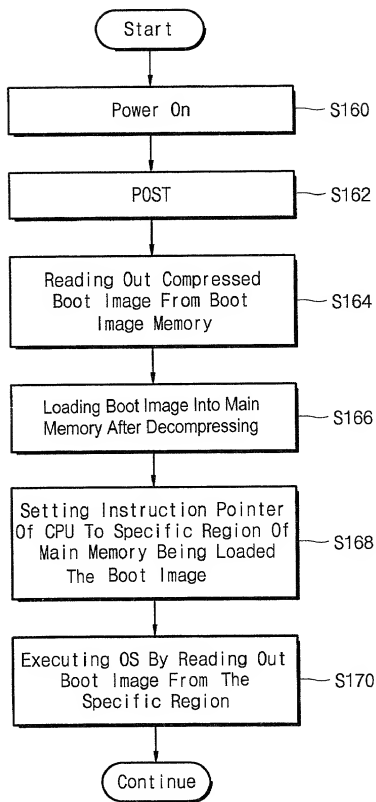 Start
Power On
S160
POST
S162
Reading Out Compressed
Boot Image From Boot
Image Memory
S164
Loading Boot Image Into Main
Memory After Decompressing
S166
Setting Instruction Pointer
Of CPU To Specific Region Of
Main Memory Being Loaded
The Boot Image
S168
Executing OS By Reading Out
Boot Image From The
Specific Region
S170
Continue